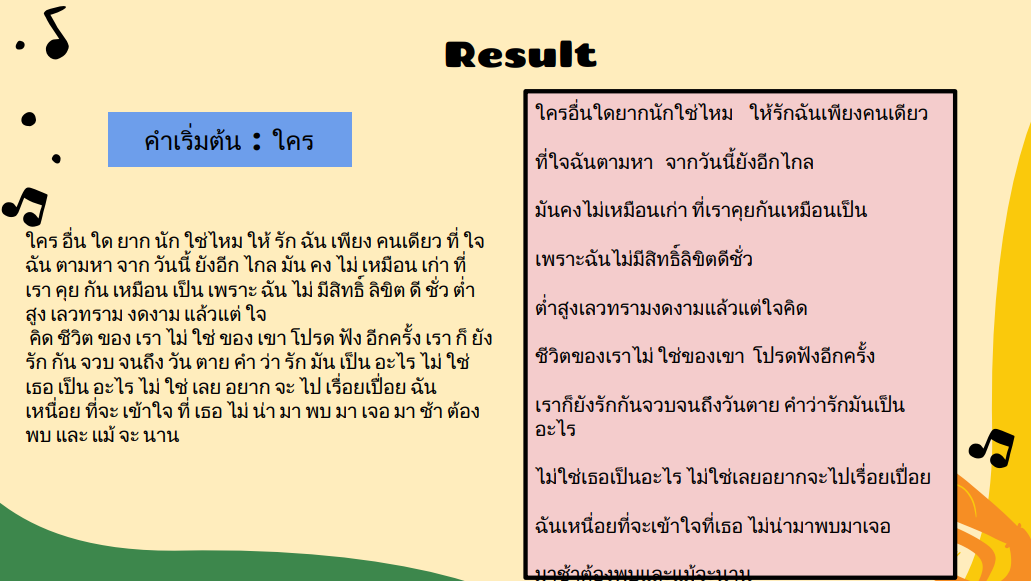 Result
คำเริ่มต้น : ใคร
ใคร อื่น ใด ยาก นัก ใช่ไหม ให้ รัก ฉัน เพียง คนเดียว ที่ ใจ
ฉัน ตามหา จาก วันนี้ ยังอีก ไกล มัน คง ไม่ เหมือน เก่า ที่
เรา คุย กัน เหมือน เป็น เพราะ ฉัน ไม่ มีสิทธิ์ ลิขิต ดี ชั่ว ต่ำ
สูง เลวทราม งดงาม แล้วแต่ ใจ
คิด ชีวิต ของ เรา ไม่ ใช่ ของ เขา โปรด ฟัง อีกครั้ง เรา ก็ ยัง
รัก กัน จวบ จนถึง วัน ตาย คำ ว่า รัก มัน เป็น อะไร ไม่ ใช่
เธอ เป็น อะไร ไม่ ใช่ เลย อยาก จะ ไป เรื่อยเปื่อย ฉัน
เหนื่อย ที่จะ เข้าใจ ที่ เธอ ไม่ น่า มา พบ มา เจอ มา ช้า ต้อง
พบ และ แม้ จะ นาน
ใครอื่นใดยากนักใช่ไหม ให้รักฉันเพียงคนเดียว
ที่ใจฉันตามหา จากวันนี้ยังอีกไกล
มันคงไม่เหมือนเก่า ที่เราคุยกันเหมือนเป็น
เพราะฉันไม่มีสิทธิ์ลิขิตดีชั่ว
ต่ำสูงเลวทรามงดงามแล้วแต่ใจคิด
ชีวิตของเราไม่ ใช่ของเขา โปรดฟังอีกครั้ง
เราก็ยังรักกันจวบจนถึงวันตาย คำว่ารักมันเป็น
อะไร
ไม่ใช่เธอเป็นอะไร ไม่ใช่เลยอยากจะไปเรื่อยเปื่อย
ฉันเหนื่อยที่จะเข้าใจที่เธอ ไม่น่ามาพบมาเจอ
มาช้าต้องพบและแม้จะนาน